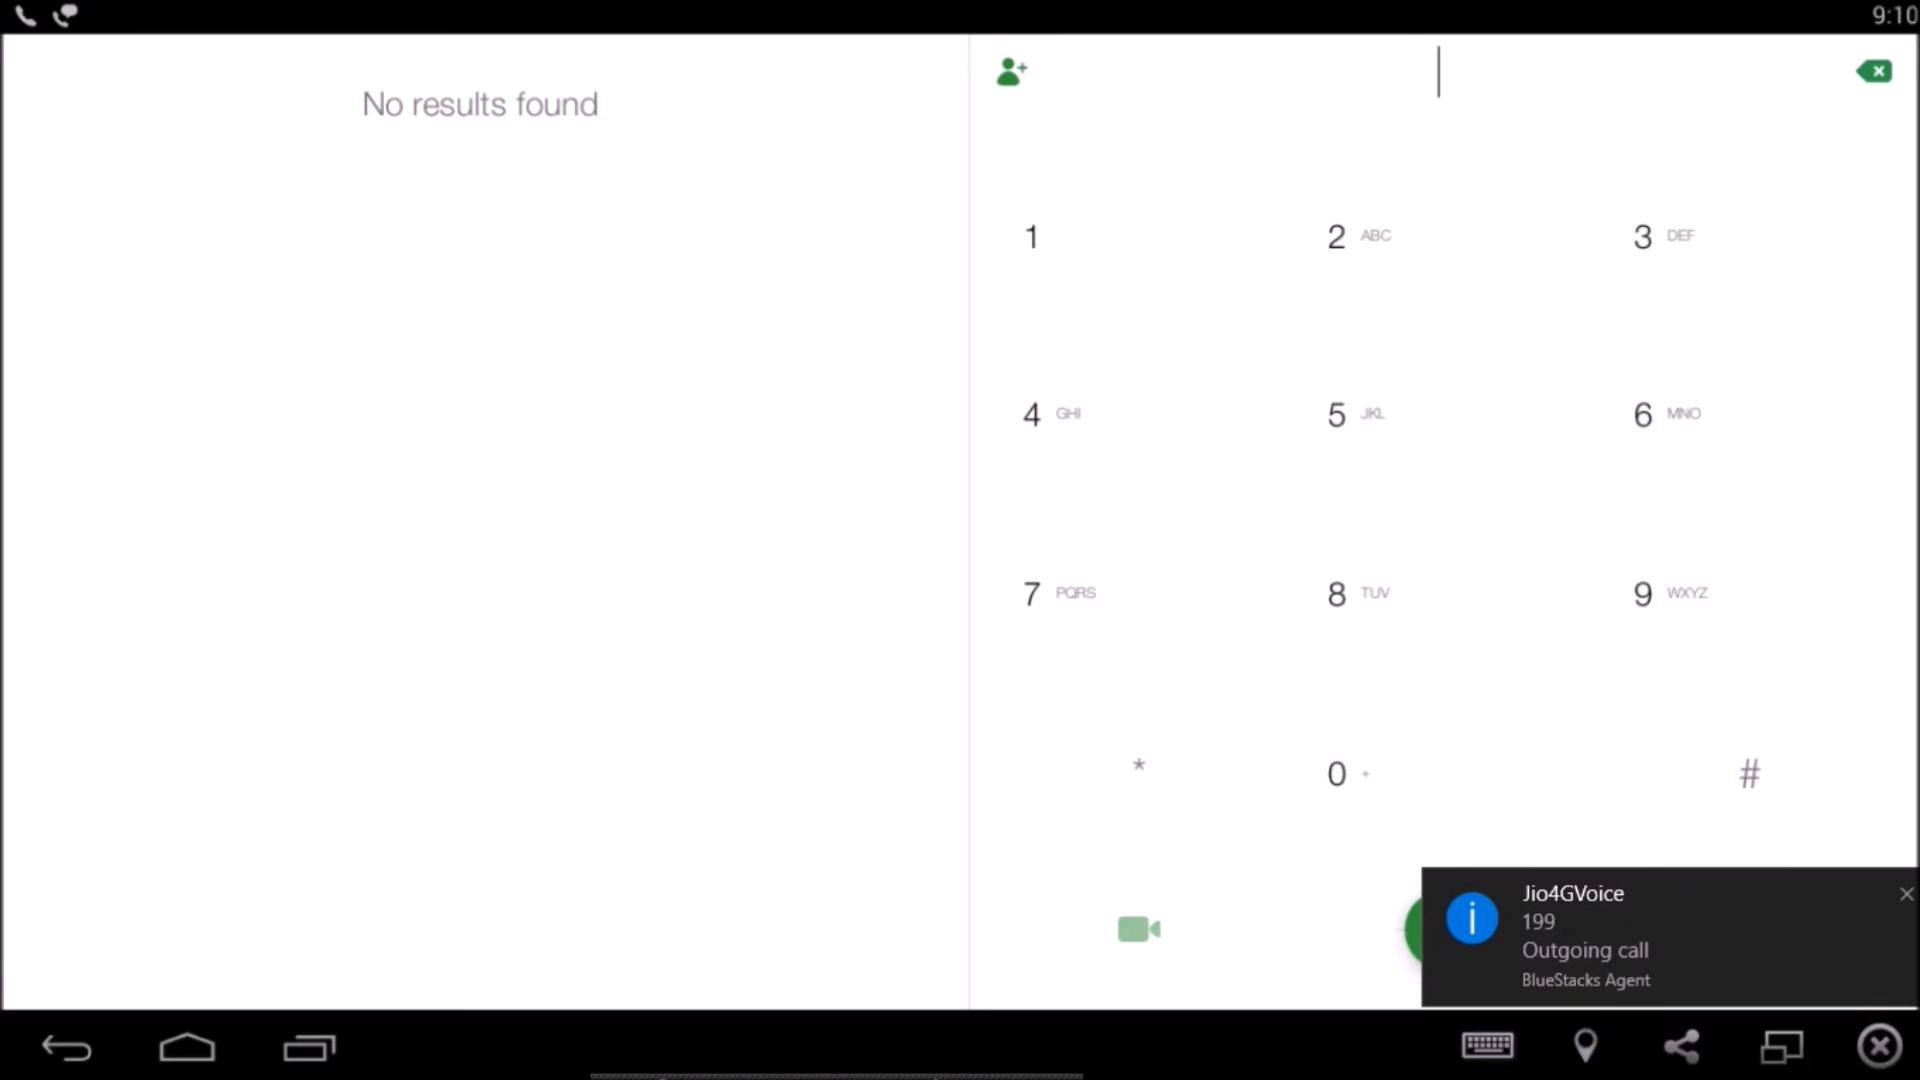 9:10
No results found
1
2 ABC
3 DEF
4 GHI
5 JKL
6 MNO
7 PQRS
8 TUV
9 WXYZ
*
0 +
#
Jio4GVoice
199
Outgoing call
BlueStacks Agent